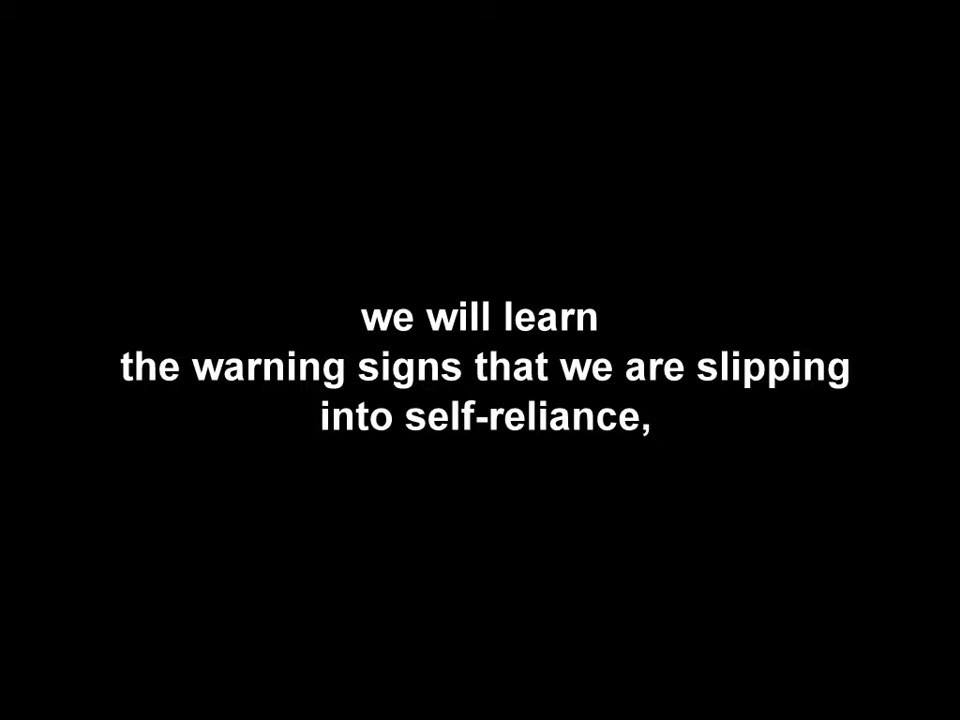 we will learn
the warning signs that we are slipping
into self-reliance,